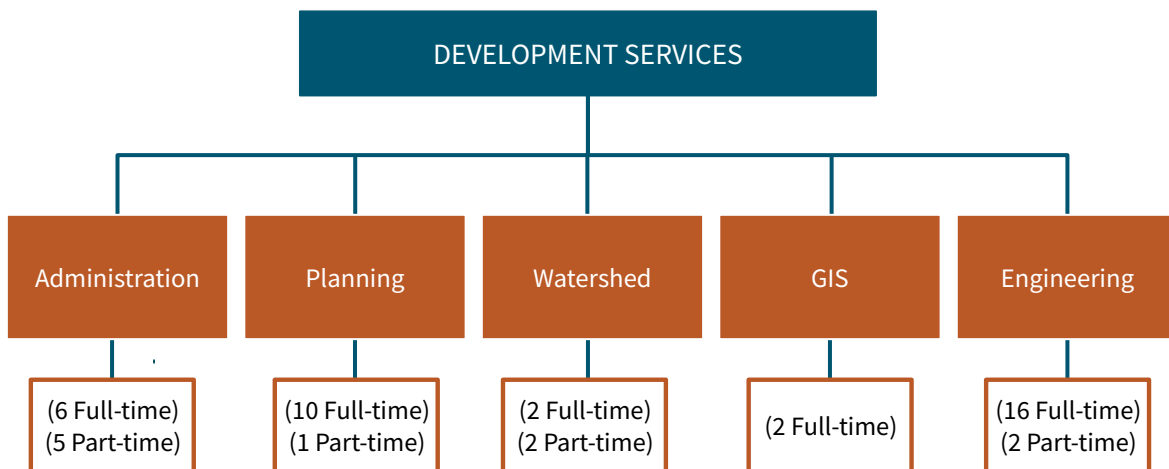 DEVELOPMENT SERVICES
Administration
Planning
Watershed
GIS
Engineering
(6 Full-time)
(5 Part-time)
(10 Full-time)
(1 Part-time)
(2 Full-time)
(2 Part-time)
(2 Full-time)
(16 Full-time)
(2 Part-time)